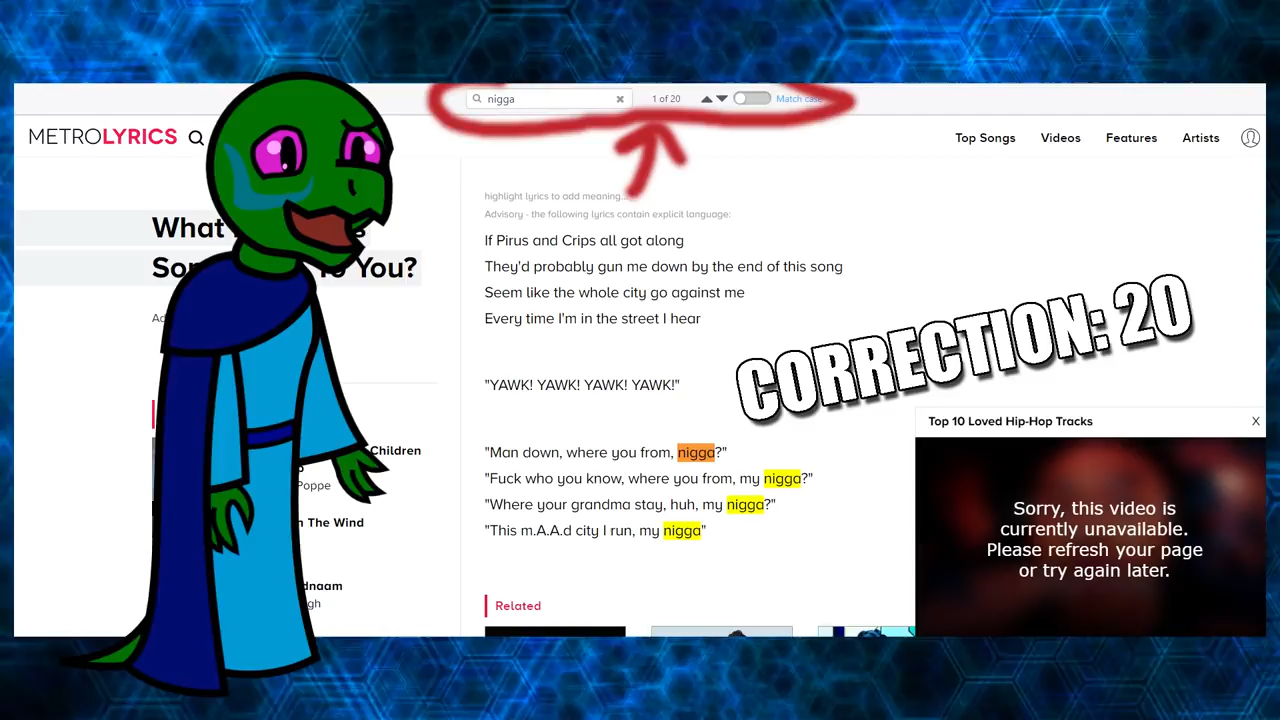 nigga
1 of 20
Match case
METROLYRICS
Top Songs
Videos
Features
Artists
highlight lyrics to add meaning...
Advisory - the following lyrics contain explicit language:
What
To You?
If Pirus and Crips all got along
They'd probably gun me down by the end of this song
Seem like the whole city go against me
Every time I'm in the street I hear
"YAWK! YAWK! YAWK! YAWK!"
CORRECTION: 20
"Man down, where you from, nigga?"
"Fuck who you know, where you from, my nigga?"
"Where your grandma stay, huh, my nigga?"
"This m.A.A.d city I run, my nigga"
Children
Poppe
The Wind
Related
Top 10 Loved Hip-Hop Tracks
X
Sorry, this video is
currently unavailable.
Please refresh your page
or try again later.